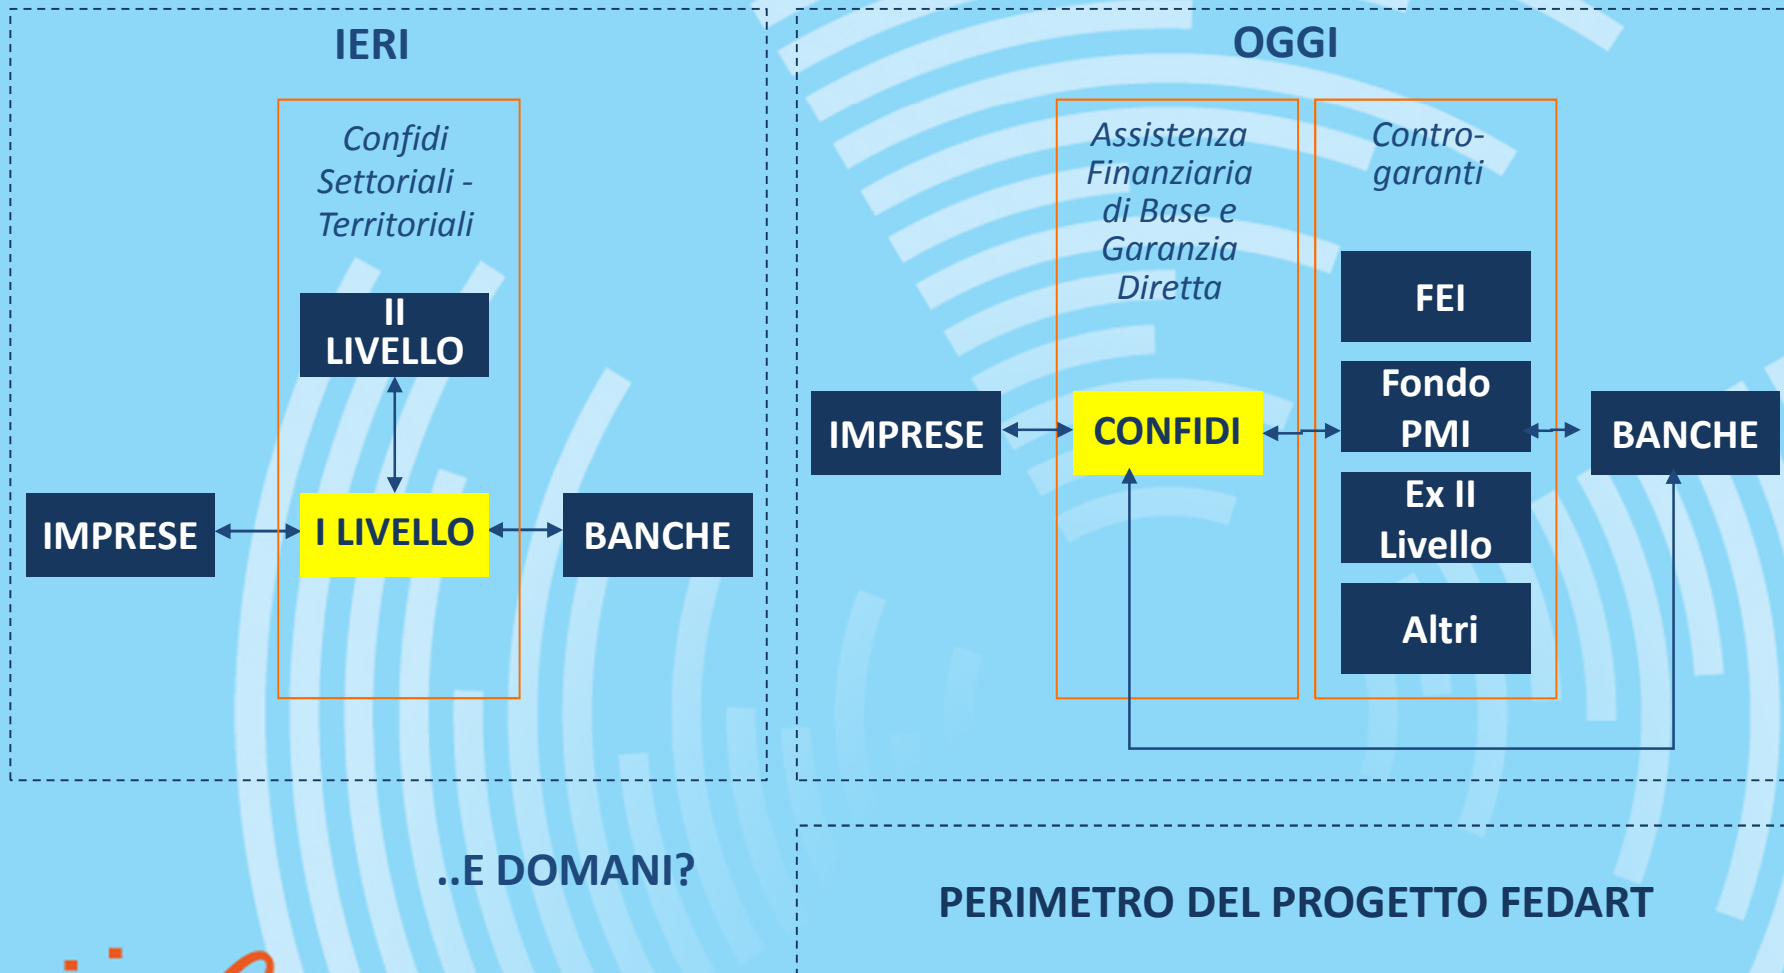 IERI
Confidi
Settoriali -
Territoriali
II
LIVELLO
IMPRESE
I LIVELLO
BANCHE
OGGI
Assistenza
Finanziaria
di Base e
Garanzia
Diretta
Contro-
garanti
FEI
Fondo
PMI
Ex II
Livello
Altri
IMPRESE
CONFIDI
BANCHE
..E DOMANI?
PERIMETRO DEL PROGETTO FEDART